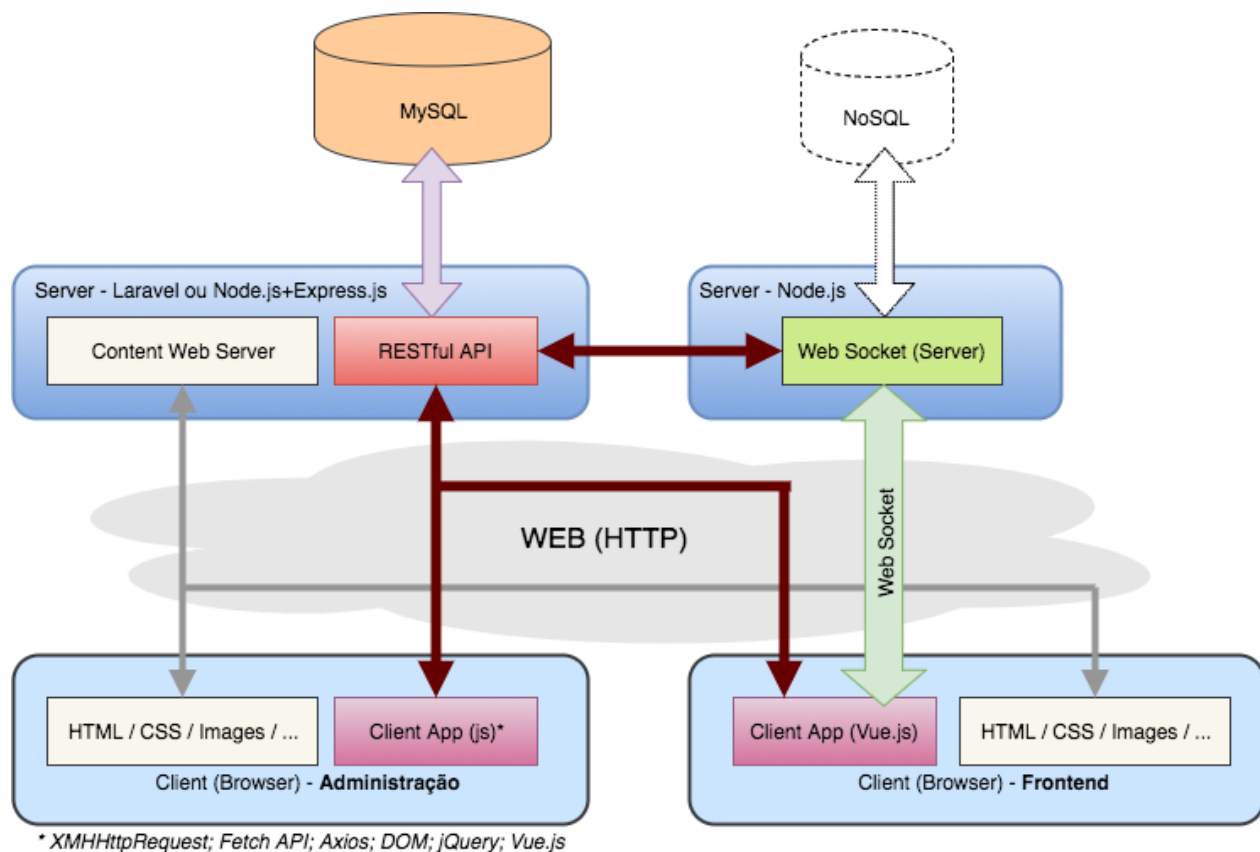 MySQL
NoSQL
Server - Laravel ou Node.js+Express.js
Server - Node.js
Content Web Server
RESTful API
Web Socket (Server)
WEB (HTTP)
Web Socket
HTML / CSS / Images / ...
Client App (js)*
Client App (Vue.js)
HTML / CSS / Images / ...
Client (Browser) - Administração
Client (Browser) - Frontend
* XMHHttpRequest; Fetch API; Axios; DOM; jQuery; Vue.js